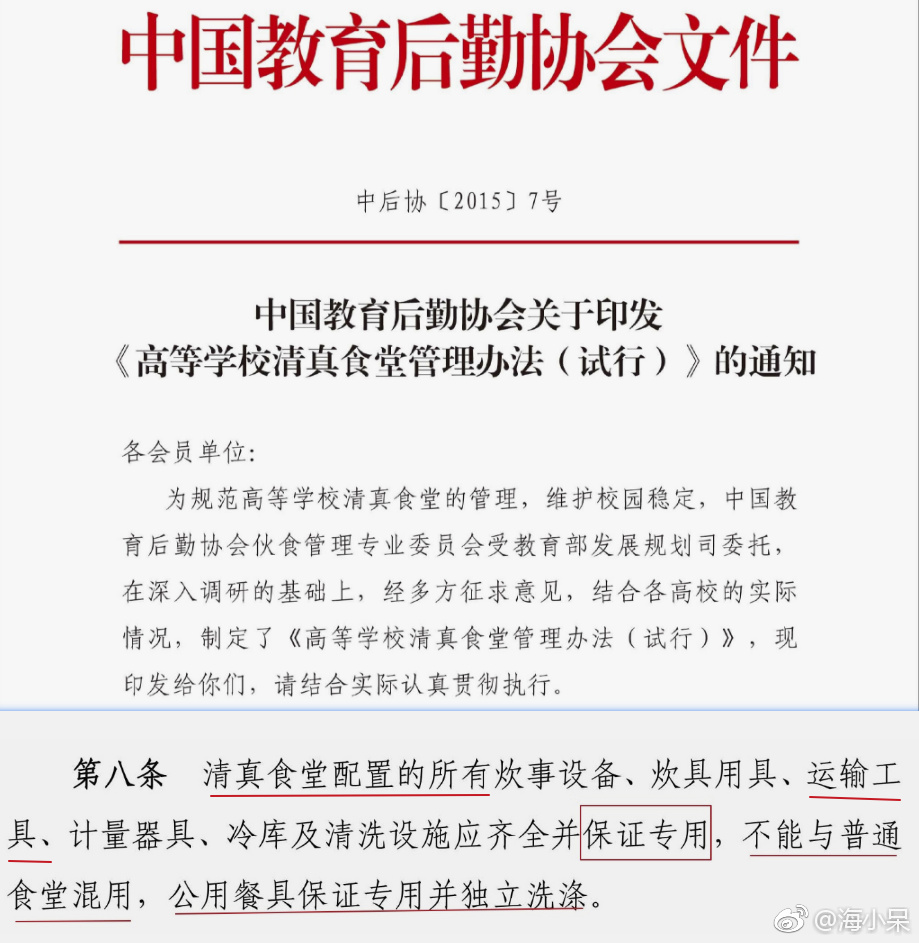 中国教育后勤协会文件
中后协〔2015〕7号
中国教育后勤协会关于印发
《高等学校清真食堂管理办法（试行）》的通知
各会员单位：
为规范高等学校清真食堂的管理，维护校园稳定，中国教
育后勤协会伙食管理专业委员会受教育部发展规划司委托，
在深入调研的基础上，经多方征求意见，结合各高校的实际
情况，制定了《高等学校清真食堂管理办法（试行）》，现
印发给你们，请结合实际认真贯彻执行。
第八条 清真食堂配置的所有炊事设备、炊具用具、运输工
具、计量器具、冷库及清洗设施应齐全并保证专用，不能与普通
食堂混用，公用餐具保证专用并独立洗涤。
@海小呆